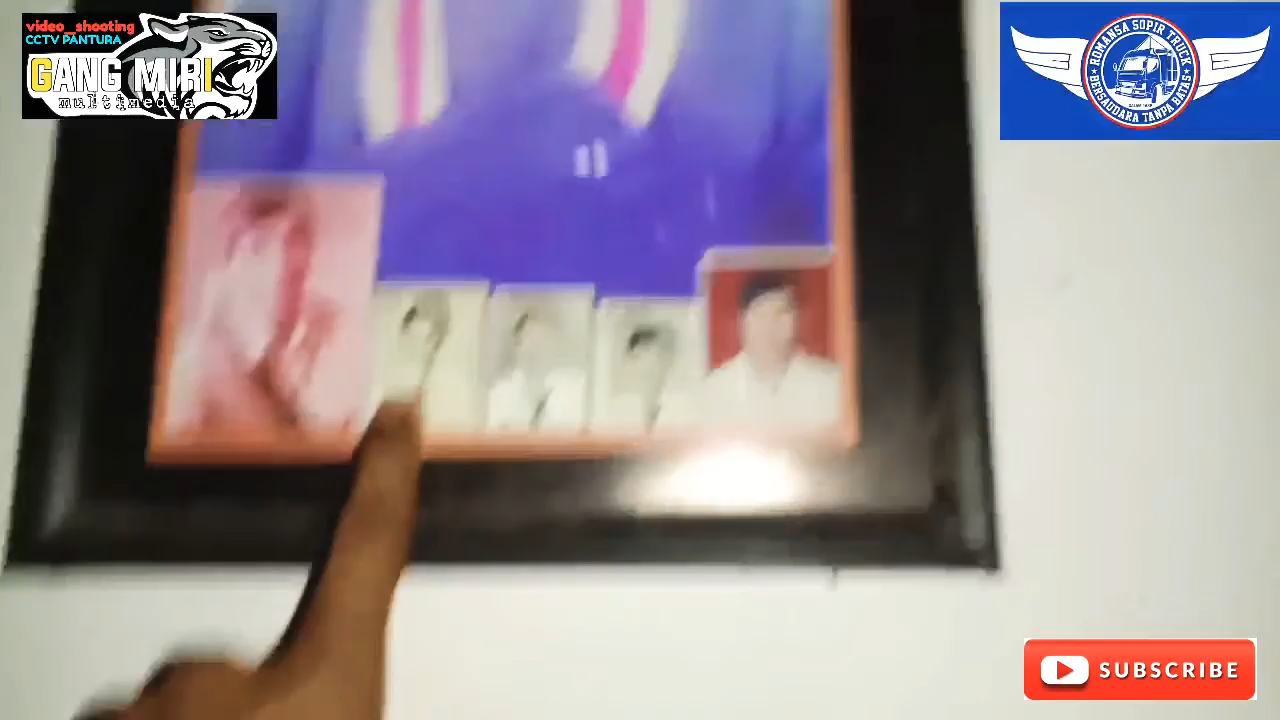 video_shooting
CCTV PANTURA
GANG MIRI
multimedia
ROMANSA SOPIR TRUCK
BERSAUDARA TANPA BATAS
SUBSCRIBE